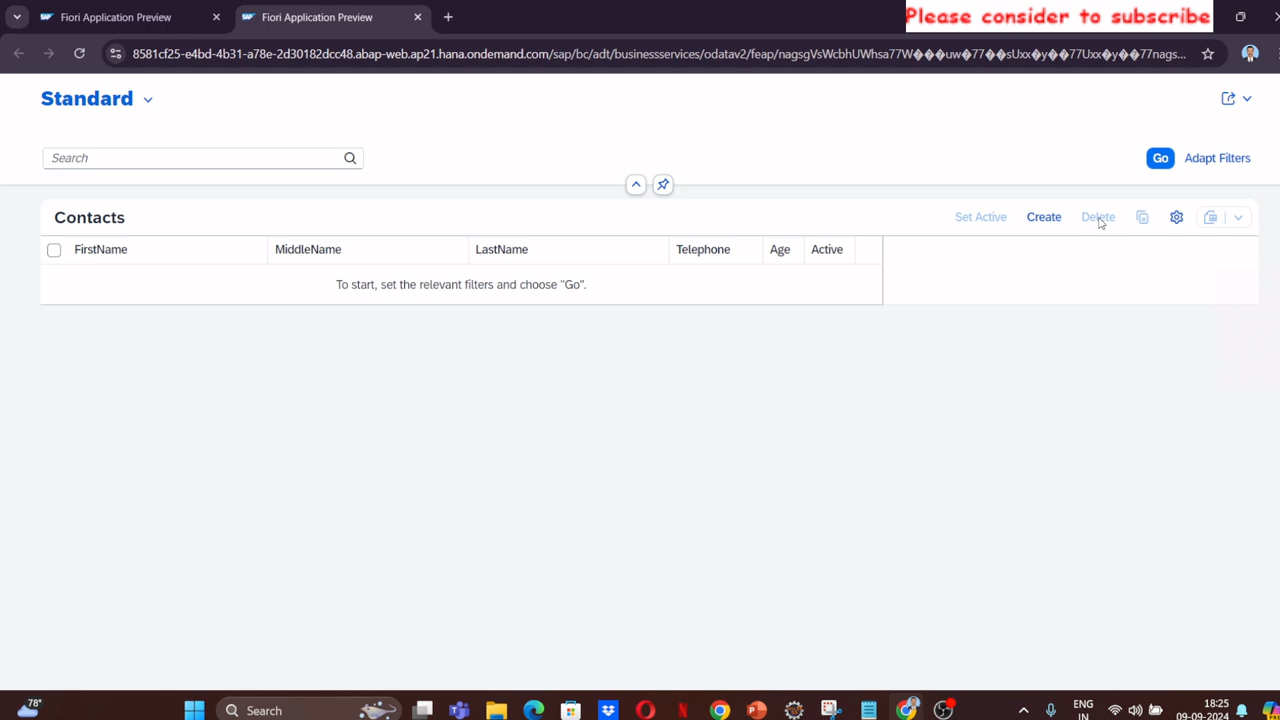 Fiori Application Preview
Fiori Application Preview
Please consider to subscribe
8581cf25-e4bd-4b31-a78e-2d30182dcc48.abap-web.ap21.hana.ondemand.com/sap/bc/adt/businessservices/odatav2/feap/nagsgVsWcbhUWhsa77W���uw�77��sUxx�y��77Uxx�y��77nags...
Standard
Search
Go
Adapt Filters
Contacts
Set Active
Create
Delete
FirstName
MiddleName
LastName
Telephone
Age
Active
To start, set the relevant filters and choose "Go".
78°
Search
ENG
IN
18:25
09-09-2024